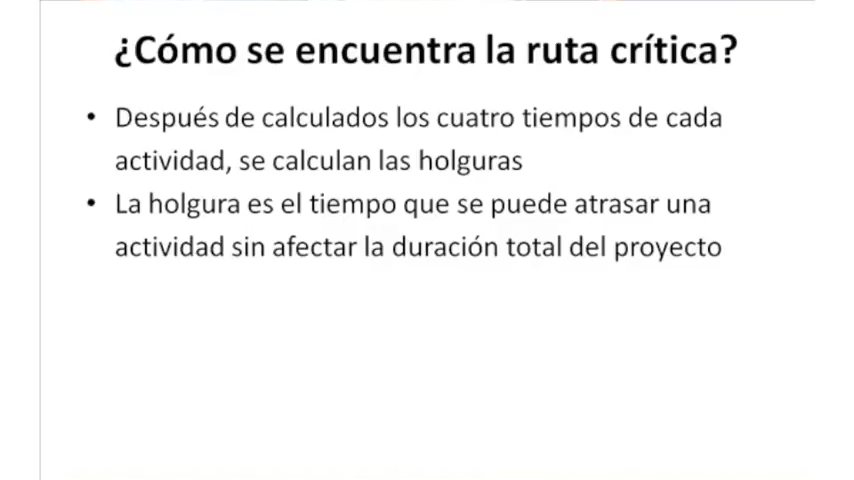 ¿Cómo se encuentra la ruta crítica?
• Después de calculados los cuatro tiempos de cada
actividad, se calculan las holguras
• La holgura es el tiempo que se puede atrasar una
actividad sin afectar la duración total del proyecto